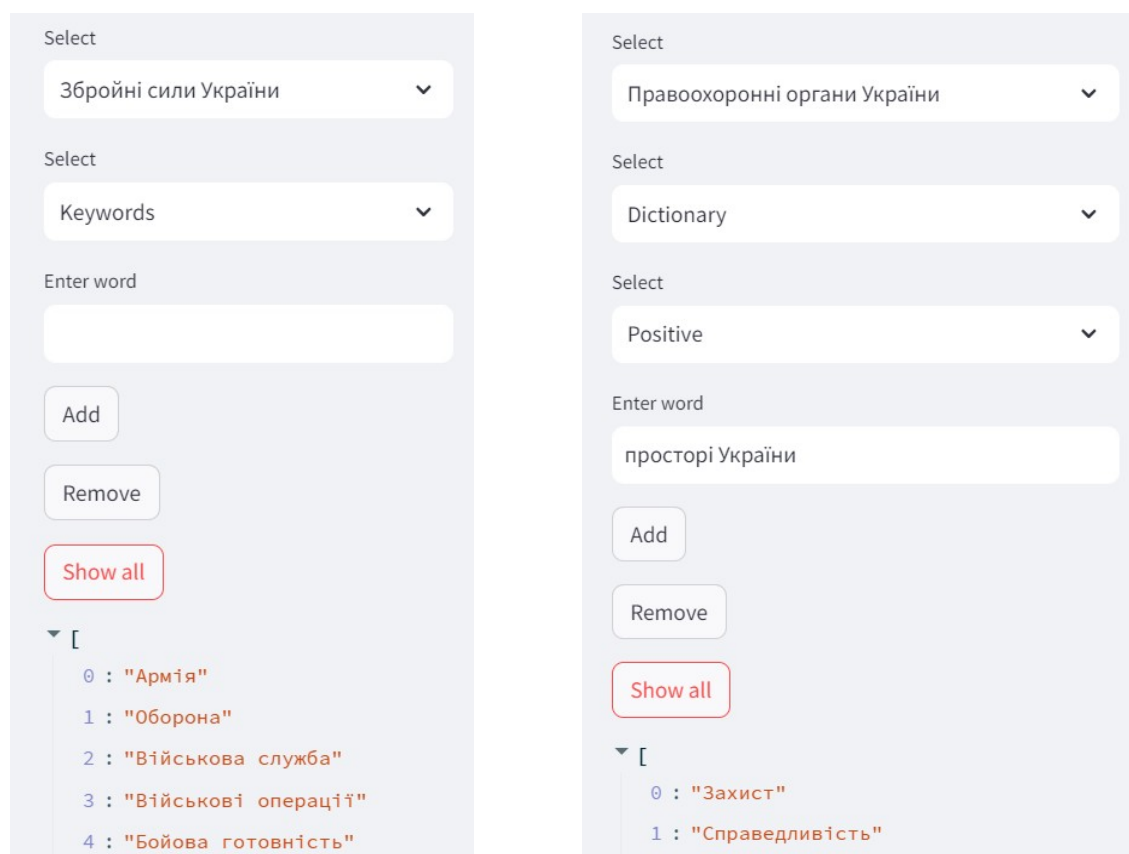 Select
Збройні сили України
Select
Keywords
Enter word
Add
Remove
Show all
[
0 : "Армія"
1 : "Оборона"
2 : "Військова служба"
3 : "Військові операції"
4 : "Бойова готовність"
Select
Правоохоронні органи України
Select
Dictionary
Select
Positive
Enter word
просторі України
Add
Remove
Show all
[
0 : "Захист"
1 : "Справедливість"